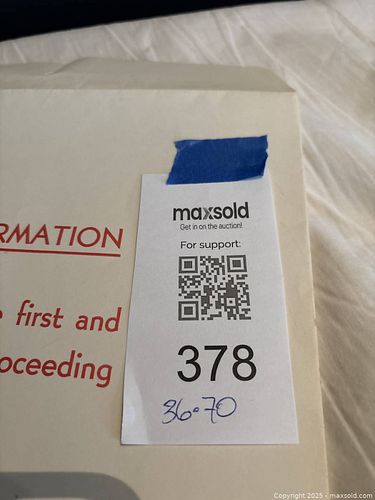 maxsold
Get in on the auction!
For support:
RMATION
first and
oceeding
378
36•70
Copyright 2025 - maxsold.com